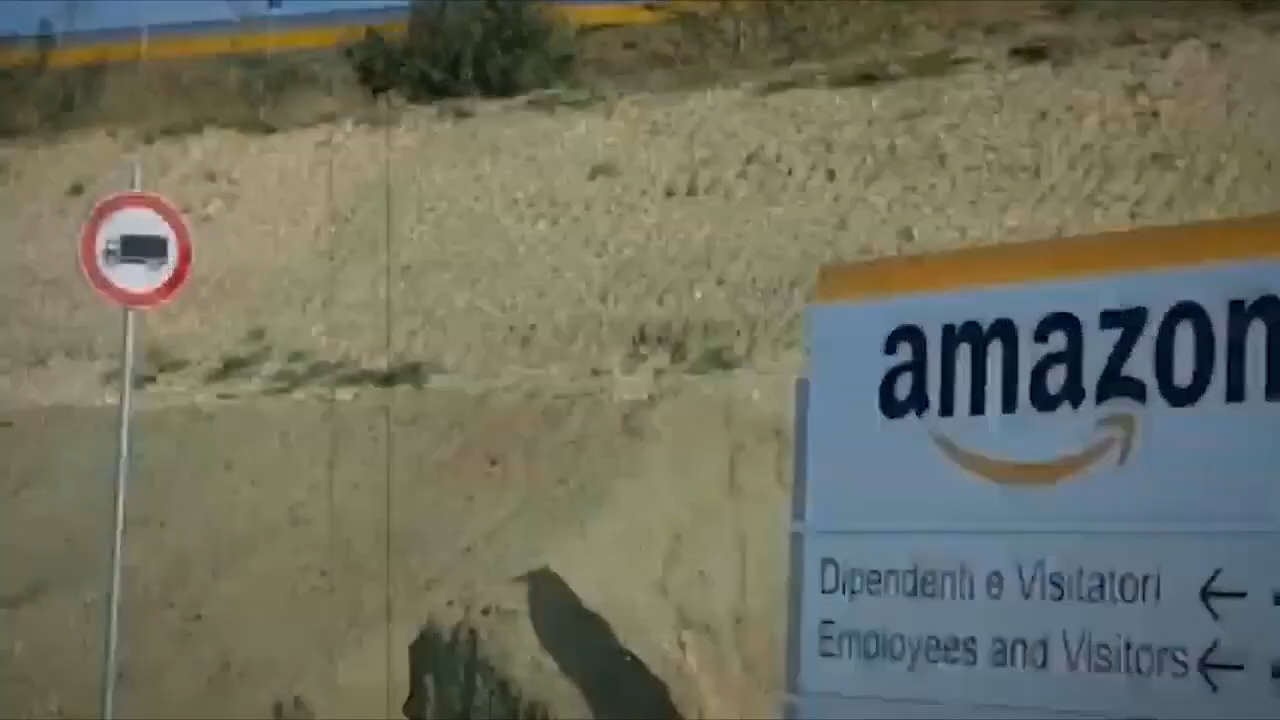 amazon
Dipendenti e Visitatori ←
Employees and Visitors ←